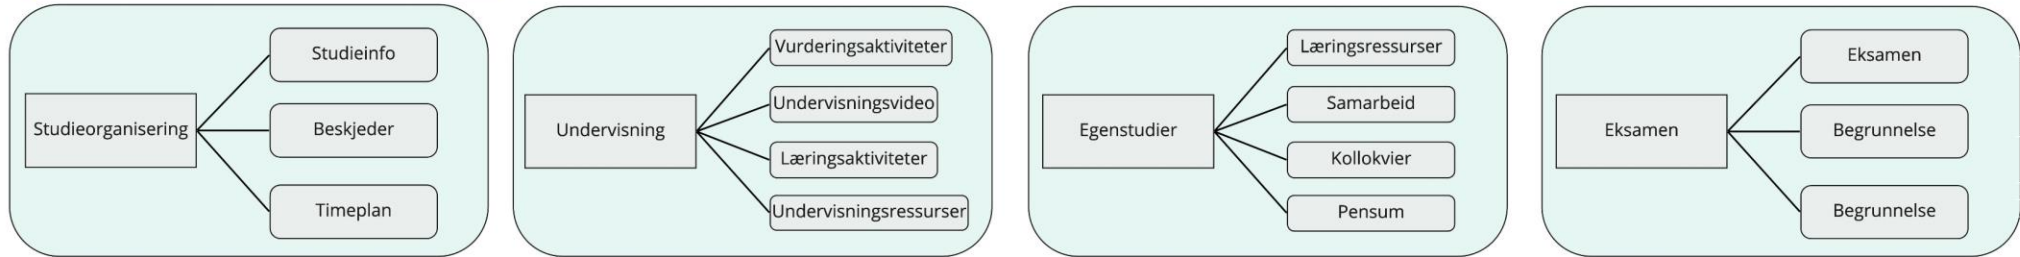 Studieorganisering
Studieinfo
Beskjeder
Timeplan
Undervisning
Vurderingsaktiviteter
Undervisningsvideo
Læringsaktiviteter
Undervisningsressurser
Egenstudier
Læringsressurser
Samarbeid
Kollokvier
Pensum
Eksamen
Eksamen
Begrunnelse
Begrunnelse